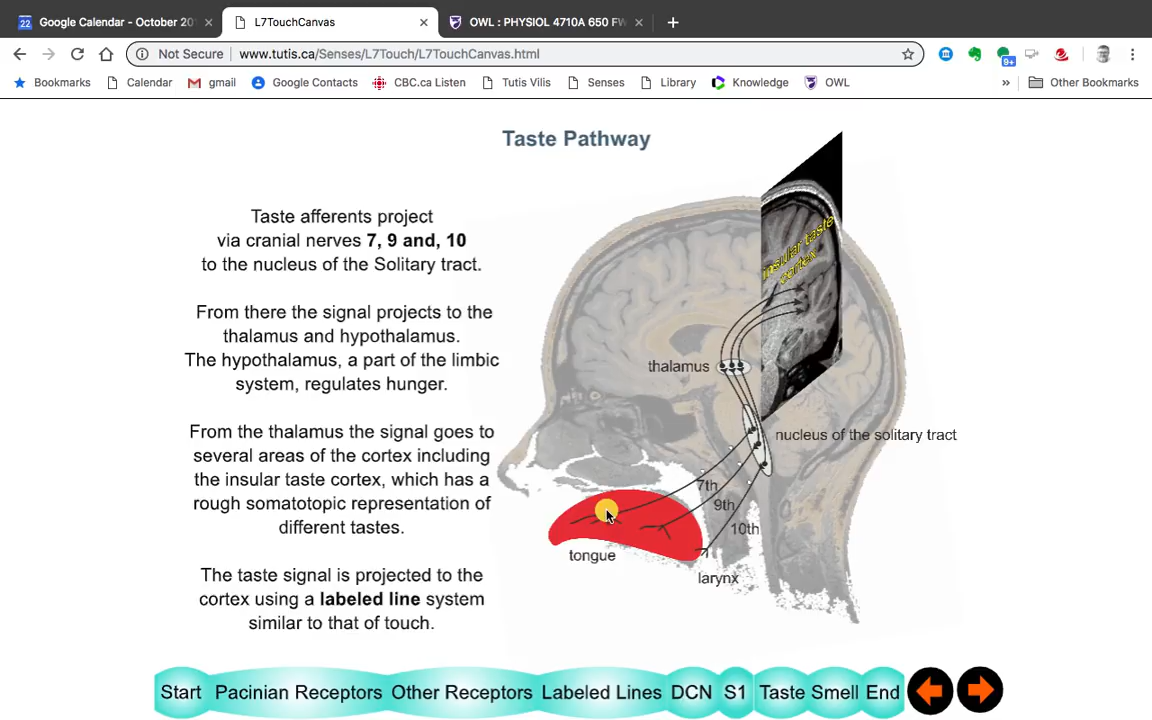 22 Google Calendar - October 20
L7TouchCanvas
OWL : PHYSIOL 4710A 650 FW
Not Secure www.tutis.ca/Senses/L7Touch/L7TouchCanvas.html
9+
Bookmarks Calendar gmail Google Contacts CBC.ca Listen Tutis Vilis Senses Library Knowledge OWL » Other Bookmarks
Taste Pathway
Taste afferents project
via cranial nerves 7, 9 and, 10
to the nucleus of the Solitary tract.
From there the signal projects to the
thalamus and hypothalamus.
The hypothalamus, a part of the limbic
system, regulates hunger.
From the thalamus the signal goes to
several areas of the cortex including
the insular taste cortex, which has a
rough somatotopic representation of
different tastes.
The taste signal is projected to the
cortex using a labeled line system
similar to that of touch.
insular taste
cortex
thalamus
nucleus of the solitary tract
7th
9th
10th
tongue
larynx
Start Pacinian Receptors Other Receptors Labeled Lines DCN S1 Taste Smell End